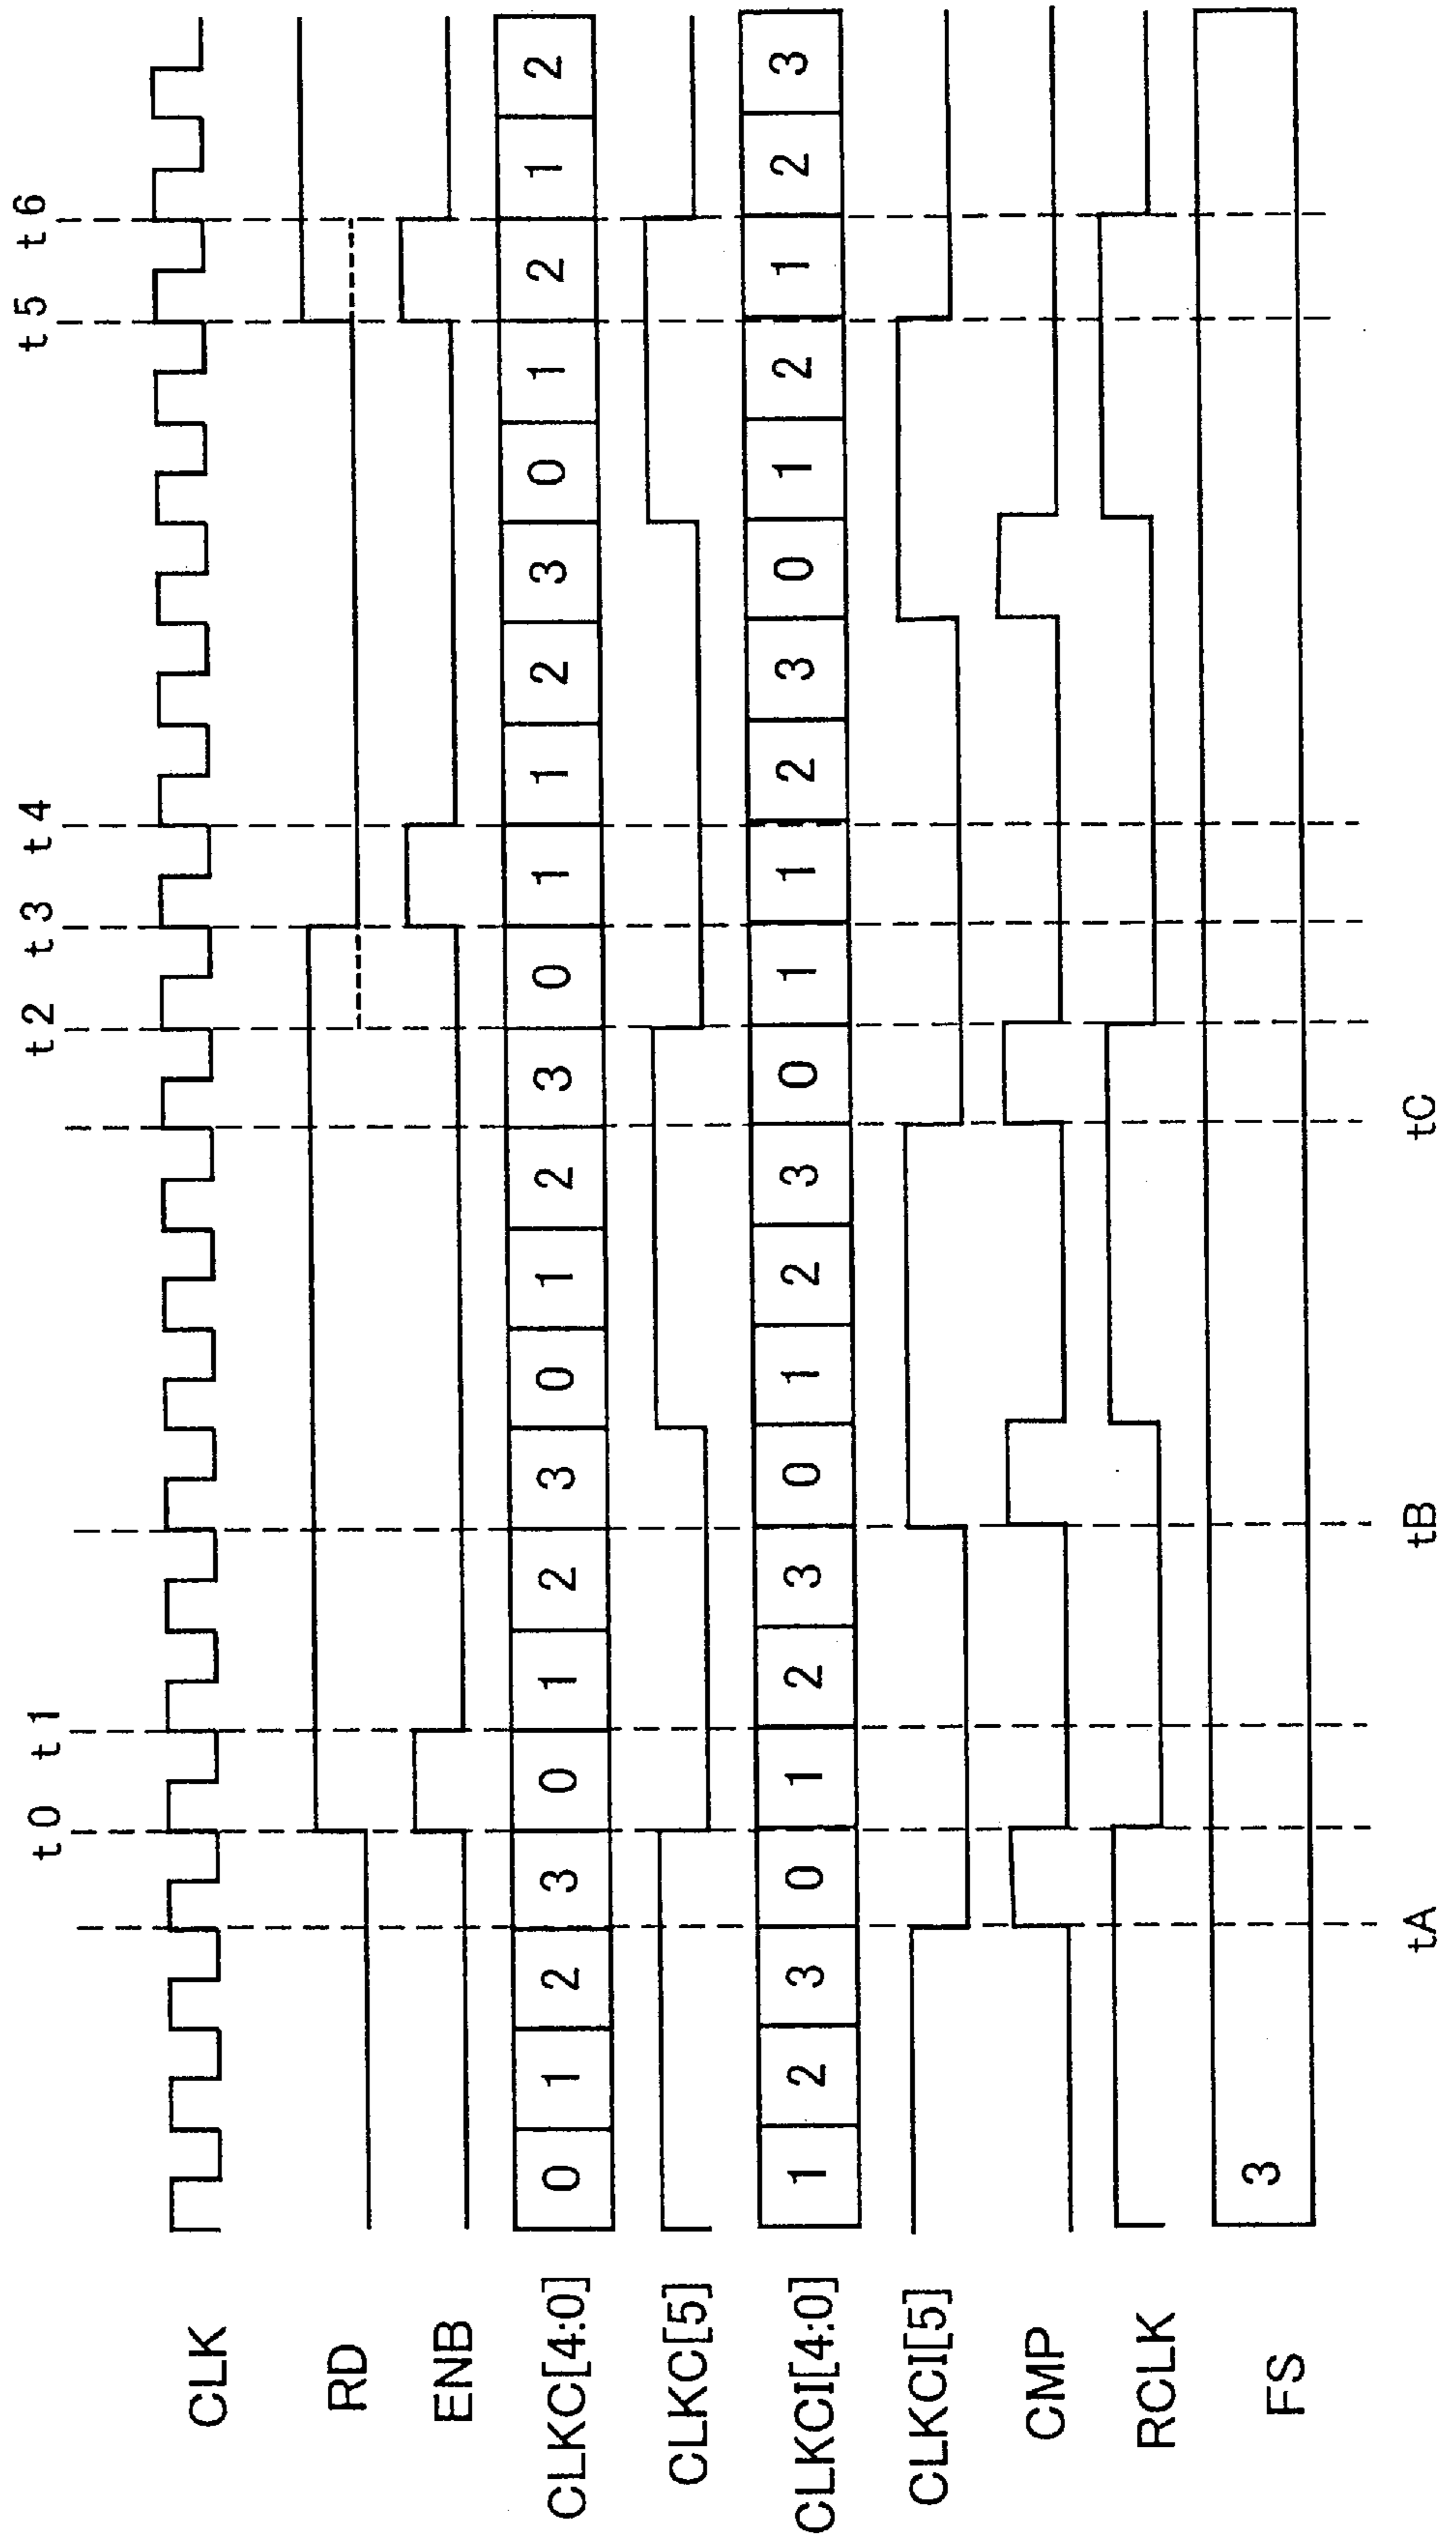 t0 t1 t2 t3 t4 t5 t6
CLK
RD
ENB
CLKC[4:0] 0 1 2 3 0 1 2 3 0 1 2 3 0 1 1 2 3 0 1 2 1 2
CLKC[5]
CLKCI[4:0] 1 2 3 0 1 2 3 0 1 2 3 0 1 1 2 3 0 1 2 1 2 3
CLKCI[5]
CMP
RCLK
FS 3
tA tB tC